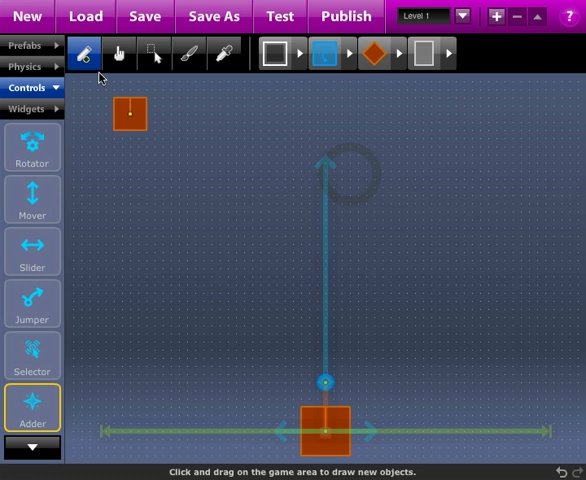 New Load Save Save As Test Publish Level 1 + − ?
Prefabs
Physics
Controls
Widgets
Rotator
Mover
Slider
Jumper
Selector
Adder
Click and drag on the game area to draw new objects.